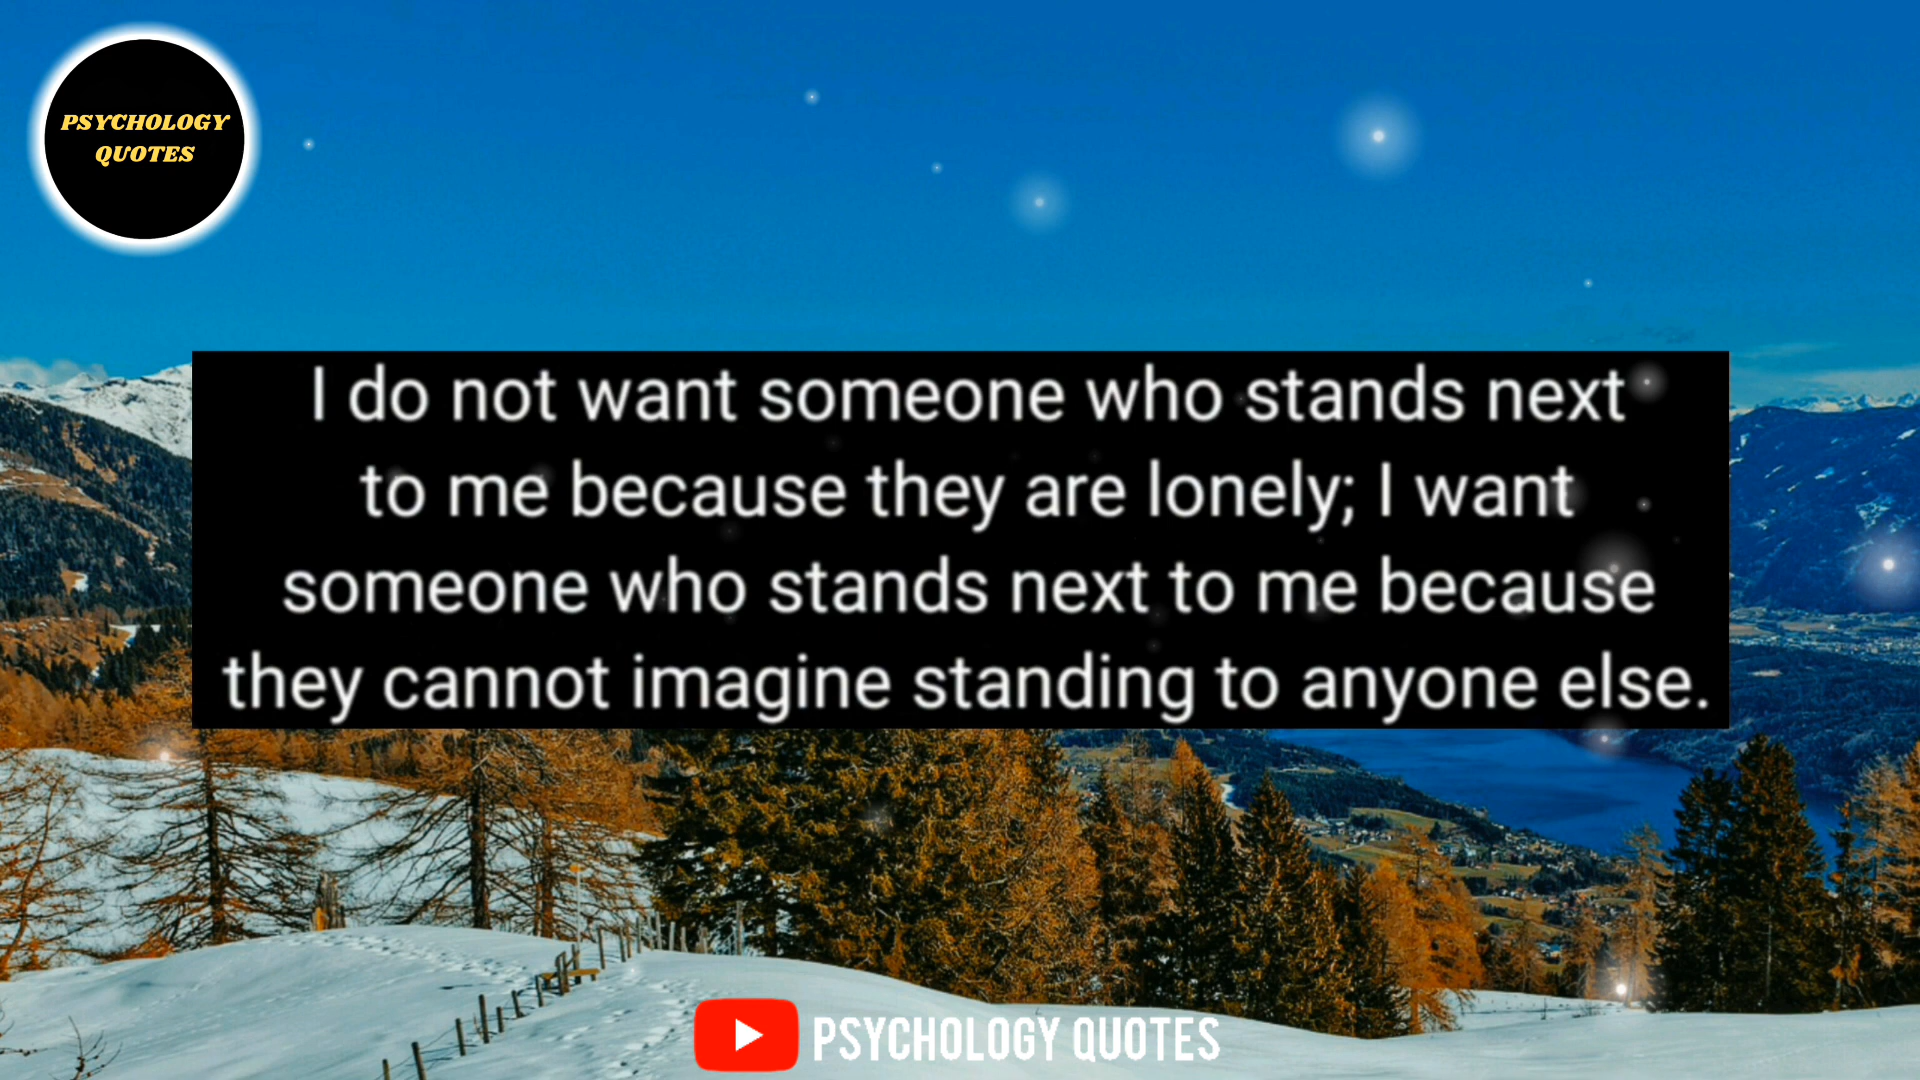 PSYCHOLOGY
QUOTES
I do not want someone who stands next
to me because they are lonely; I want
someone who stands next to me because
they cannot imagine standing to anyone else.
PSYCHOLOGY QUOTES